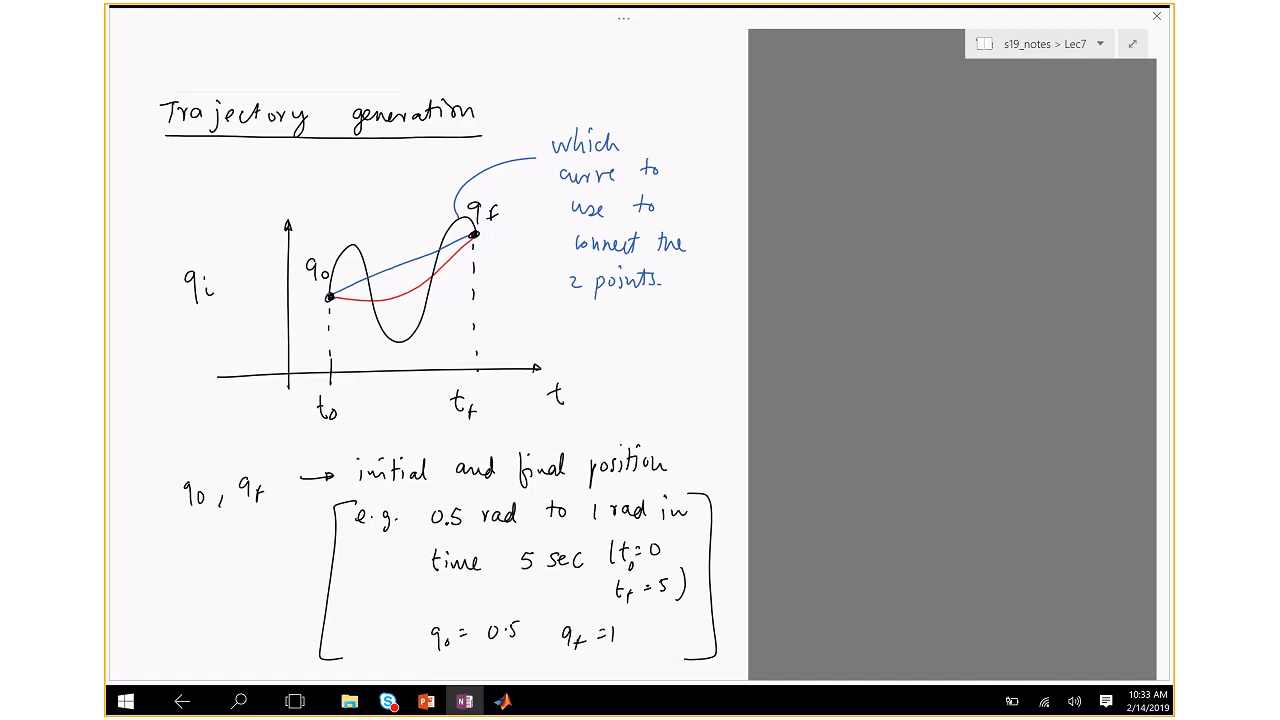 s19_notes > Lec7
Trajectory generation
which
curve to
use to
connect the
2 points.
qf
q0
qi
t0
tf
t
q0, qf → initial and final position
e.g. 0.5 rad to 1 rad in
time 5 sec (t0=0
tf=5)
q0= 0.5 qf=1
10:33 AM
2/14/2019